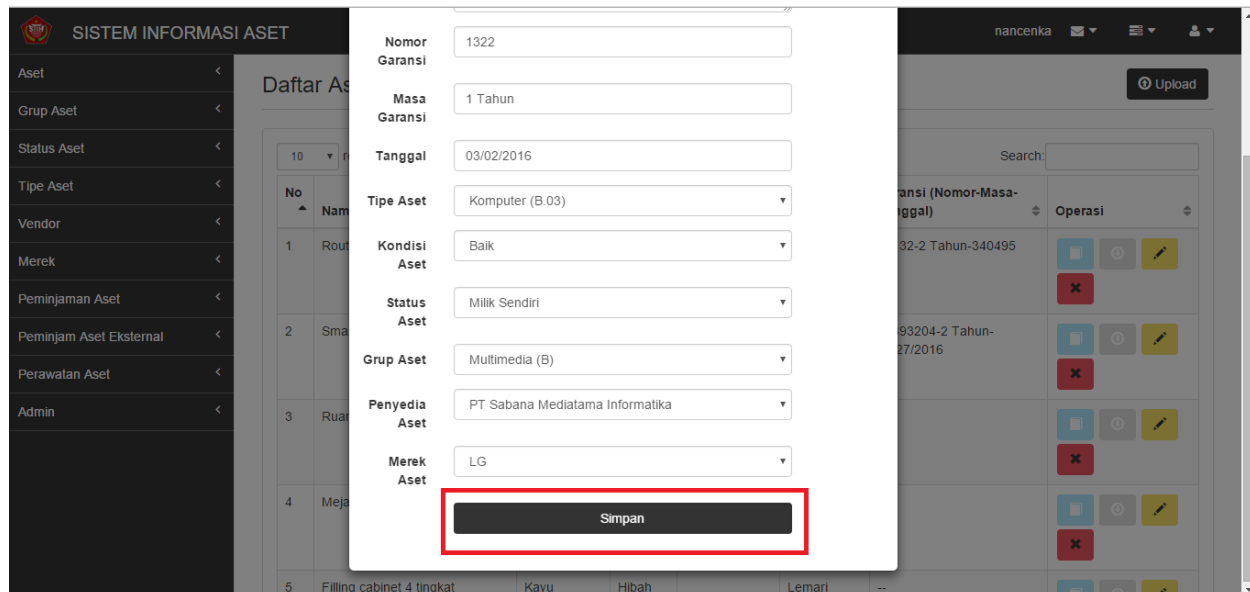 SISTEM INFORMASI ASET
nancenka
Aset
Grup Aset
Status Aset
Tipe Aset
Vendor
Merek
Peminjaman Aset
Peminjam Aset Eksternal
Perawatan Aset
Admin
Daftar As
Upload
10
Search:
No
Nam
ransi (Nomor-Masa-
ggal)
Operasi
1
Rout
32-2 Tahun-340495
2
Sma
93204-2 Tahun-
27/2016
3
Ruan
4
Meja
5 Filling cabinet 4 tingkat Kayu Hibah Lemari --
Nomor Garansi
1322
Masa Garansi
1 Tahun
Tanggal
03/02/2016
Tipe Aset
Komputer (B.03)
Kondisi Aset
Baik
Status Aset
Milik Sendiri
Grup Aset
Multimedia (B)
Penyedia Aset
PT Sabana Mediatama Informatika
Merek Aset
LG
Simpan